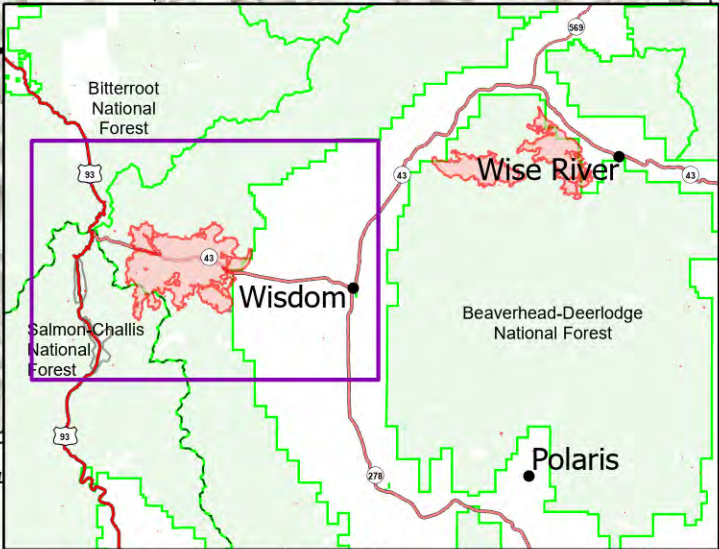 569
Bitterroot
National
Forest
93
43
Wise River
43
43
Wisdom
Beaverhead-Deerlodge
National Forest
Salmon-Challis
National
Forest
93
Polaris
278